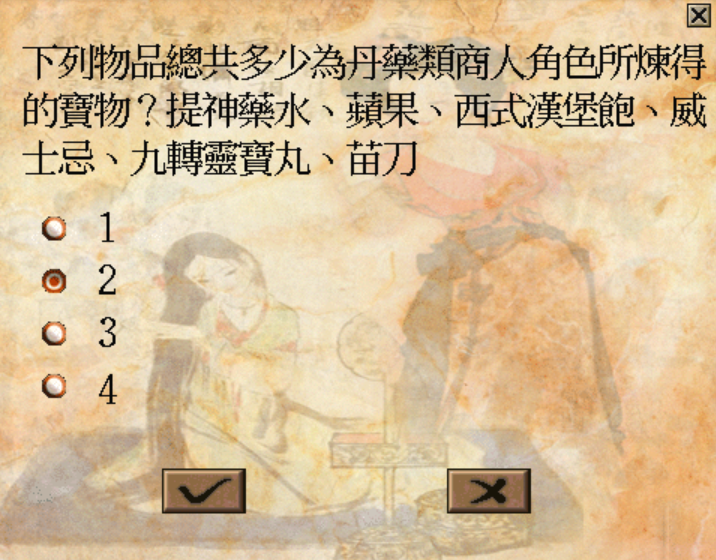 下列物品總共多少為丹藥類商人角色所煉得
的寶物？提神藥水、蘋果、西式漢堡飽、威
士忌、九轉靈寶丸、苗刀
1
2
3
4